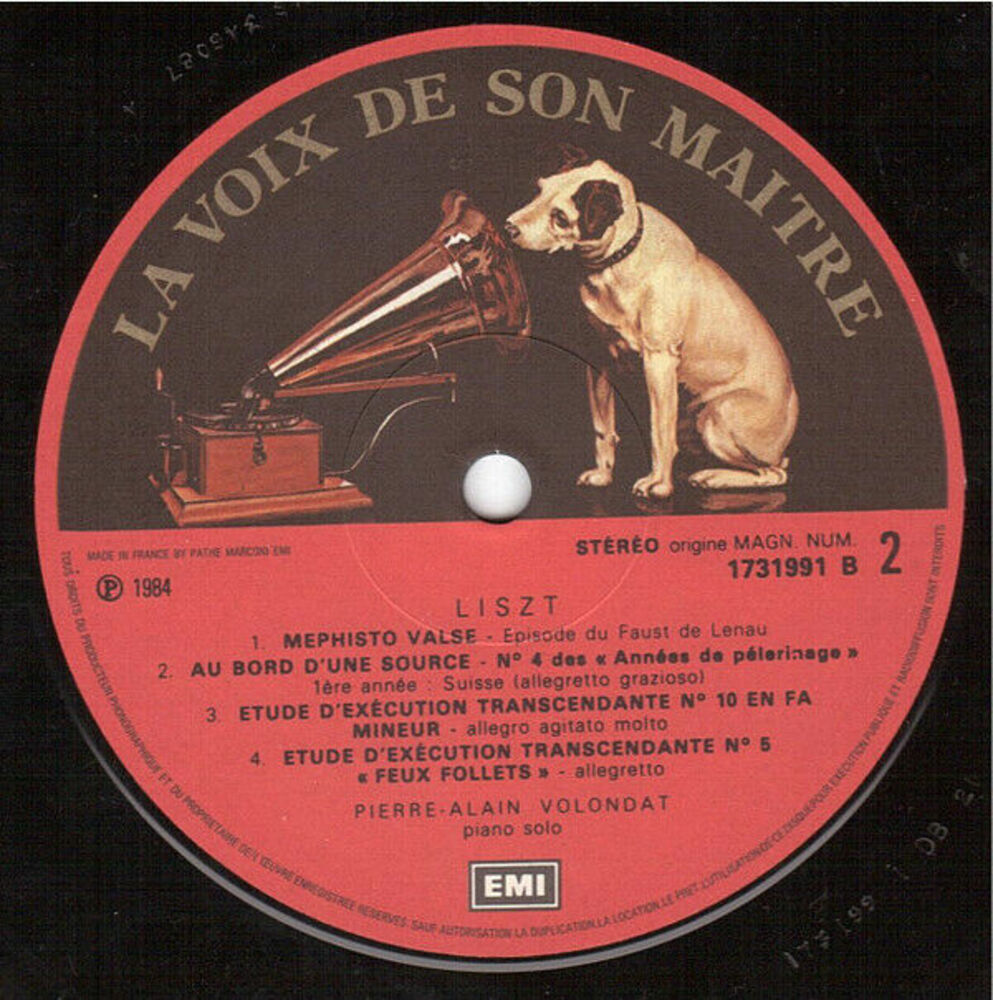 LA VOIX DE SON MAITRE
MADE IN FRANCE BY PATHE MARCONI EMI
℗ 1984
STÉRÉO origine MAGN. NUM.
1731991 B 2
LISZT
1. MEPHISTO VALSE - Episode du Faust de Lenau
2. AU BORD D'UNE SOURCE - N° 4 des « Années de pélerinage »
1ère année : Suisse (allegretto grazioso)
3. ETUDE D'EXÉCUTION TRANSCENDANTE N° 10 EN FA
MINEUR - allegro agitato molto
4. ETUDE D'EXÉCUTION TRANSCENDANTE N° 5
« FEUX FOLLETS » - allegretto
PIERRE-ALAIN VOLONDAT
piano solo
EMI
TOUS DROITS DU PRODUCTEUR PHONOGRAPHIQUE ET DU PROPRIETAIRE DE L'ŒUVRE ENREGISTREE RESERVES. SAUF AUTORISATION LA DUPLICATION, LA LOCATION, LE PRET, L'UTILISATION DE CE DISQUE POUR EXECUTION PUBLIQUE ET RADIODIFFUSION SONT INTERDITS